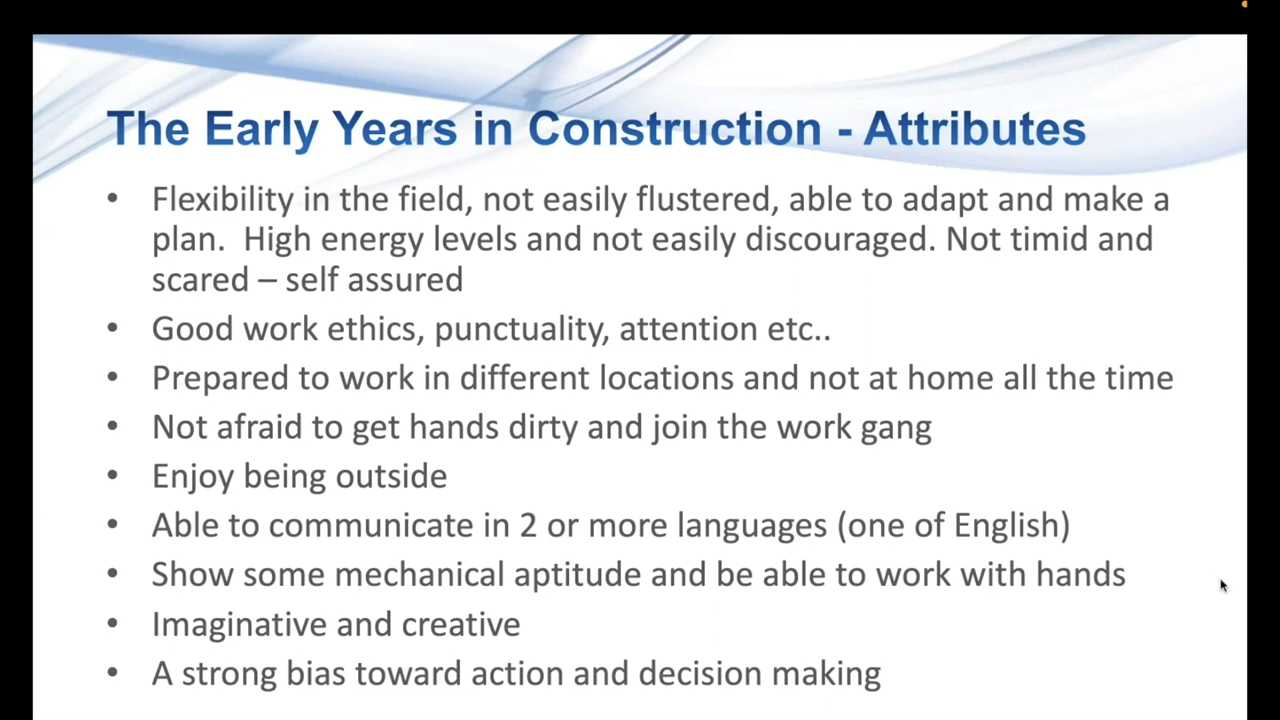 The Early Years in Construction - Attributes
• Flexibility in the field, not easily flustered, able to adapt and make a
plan.  High energy levels and not easily discouraged. Not timid and
scared – self assured
• Good work ethics, punctuality, attention etc..
• Prepared to work in different locations and not at home all the time
• Not afraid to get hands dirty and join the work gang
• Enjoy being outside
• Able to communicate in 2 or more languages (one of English)
• Show some mechanical aptitude and be able to work with hands
• Imaginative and creative
• A strong bias toward action and decision making